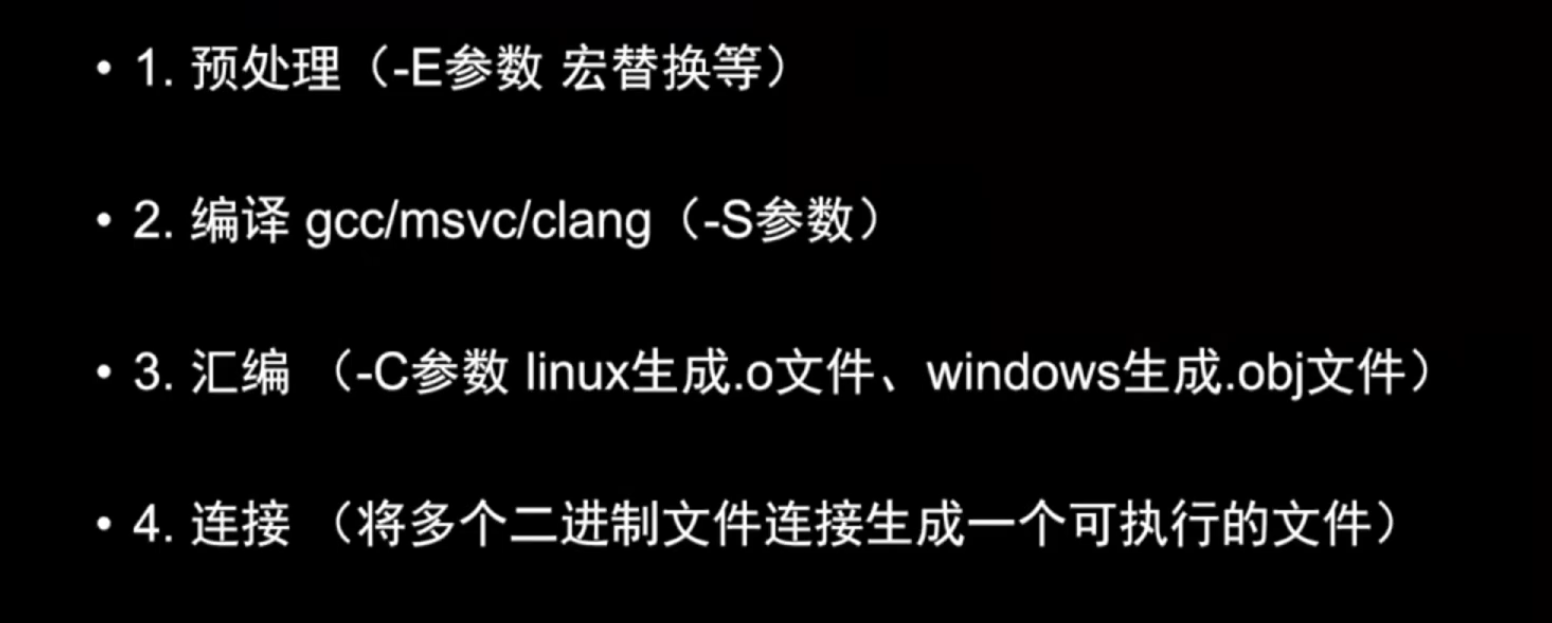 • 1. 预处理（-E参数 宏替换等）
• 2. 编译 gcc/msvc/clang（-S参数）
• 3. 汇编 （-C参数 linux生成.o文件、windows生成.obj文件）
• 4. 连接 （将多个二进制文件连接生成一个可执行的文件）